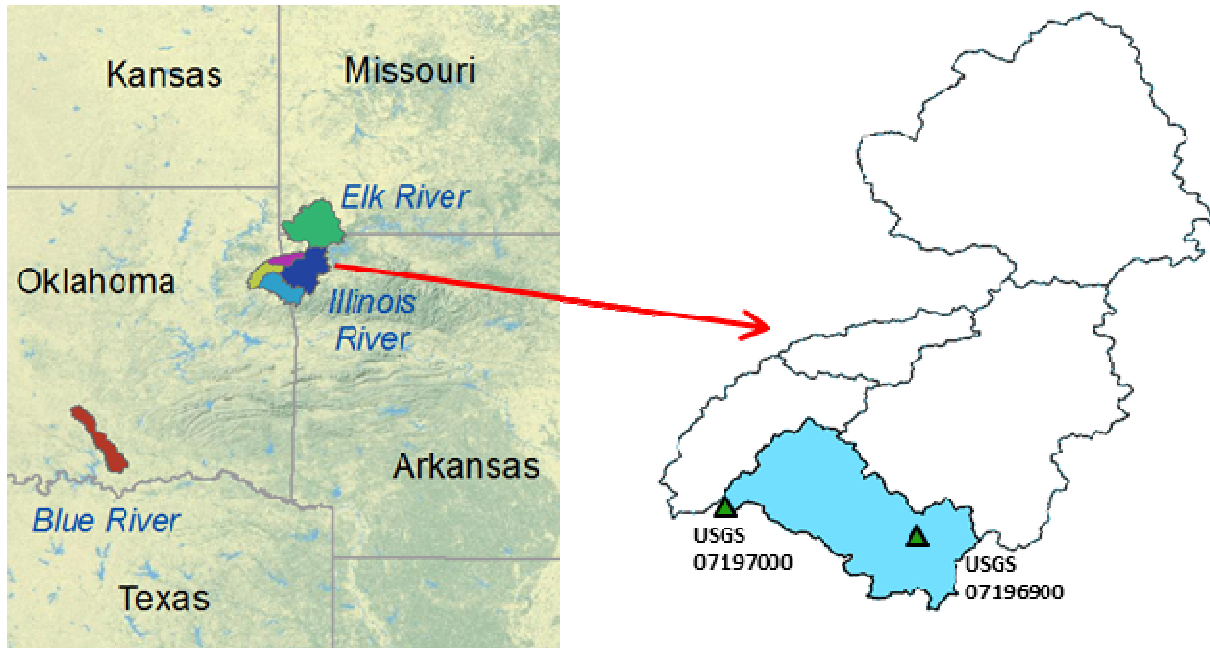 Kansas
Missouri
Elk River
Oklahoma
Illinois
River
Arkansas
Blue River
Texas
USGS
07197000
USGS
07196900